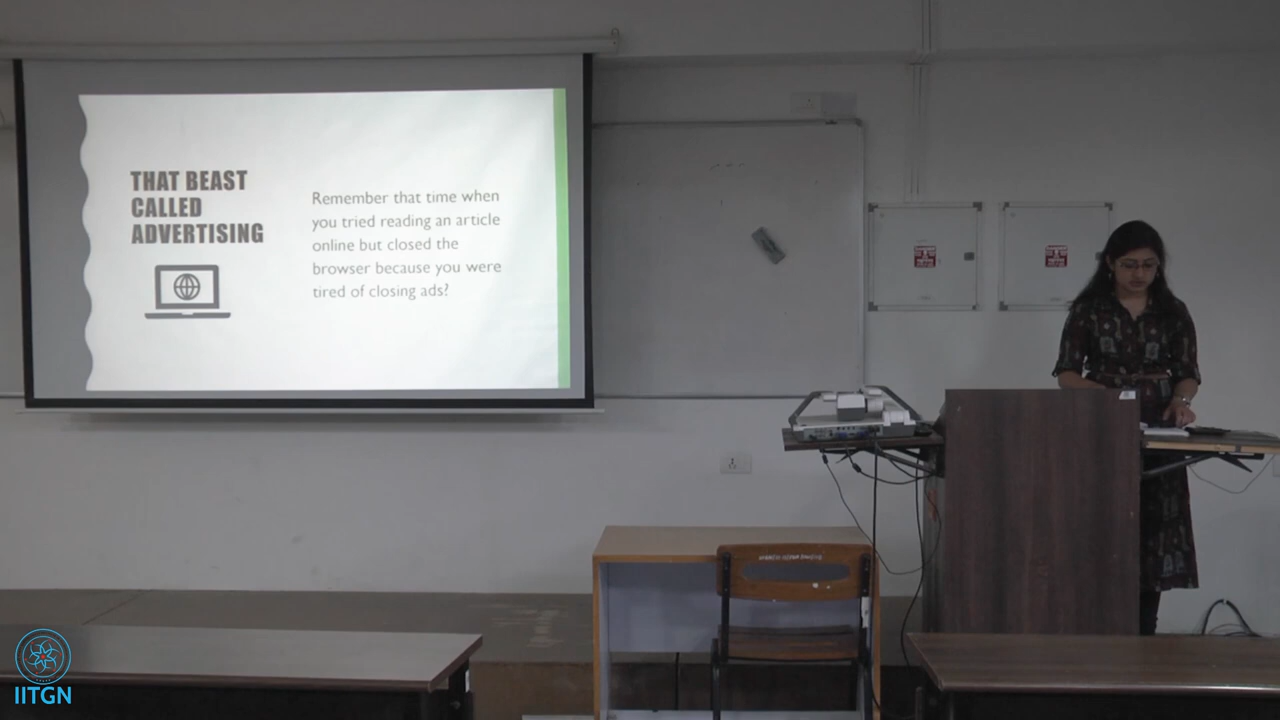 THAT BEAST
CALLED
ADVERTISING
Remember that time when
you tried reading an article
online but closed the
browser because you were
tired of closing ads?
IITGN